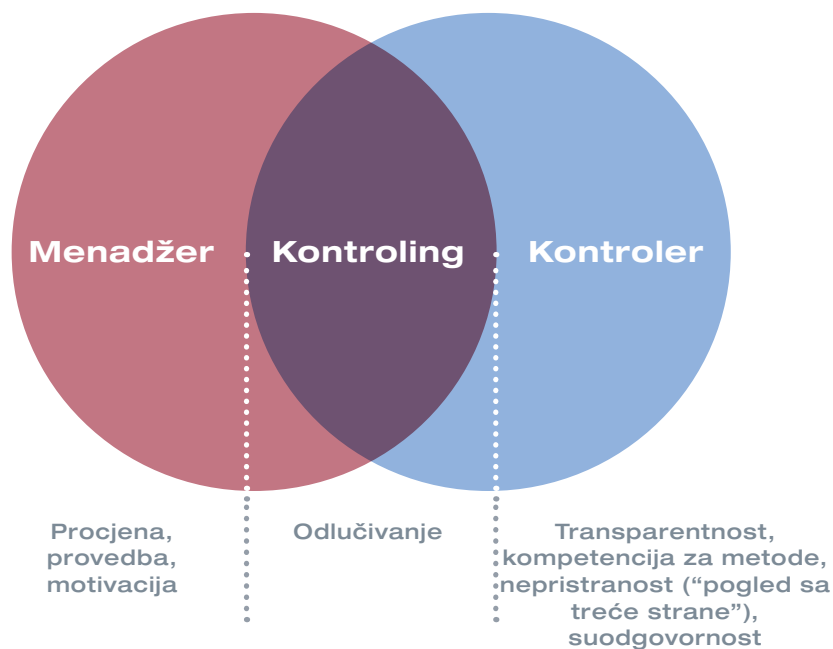 Menadžer
Kontroling
Kontroler
Procjena,
provedba,
motivacija
Odlučivanje
Transparentnost,
kompetencija za metode,
nepristranost (“pogled sa
treće strane”),
suodgovornost